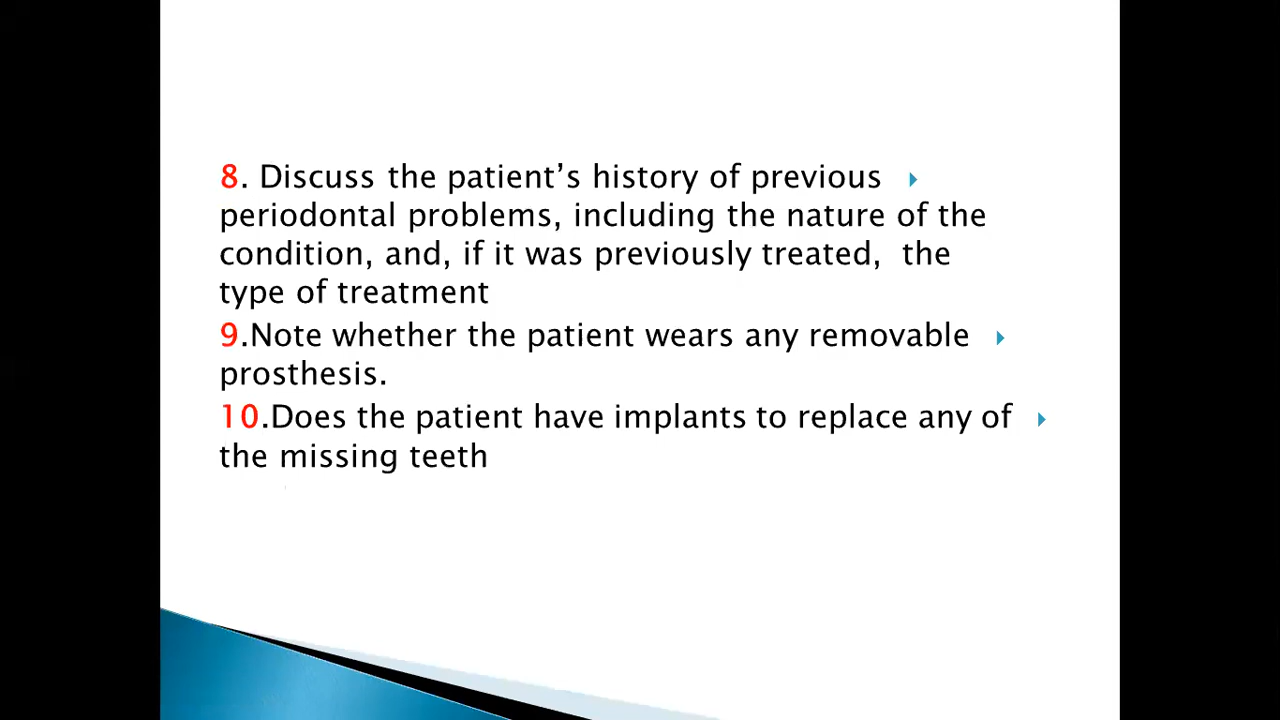 8. Discuss the patient’s history of previous
periodontal problems, including the nature of the
condition, and, if it was previously treated,  the
type of treatment
9.Note whether the patient wears any removable
prosthesis.
10.Does the patient have implants to replace any of
the missing teeth